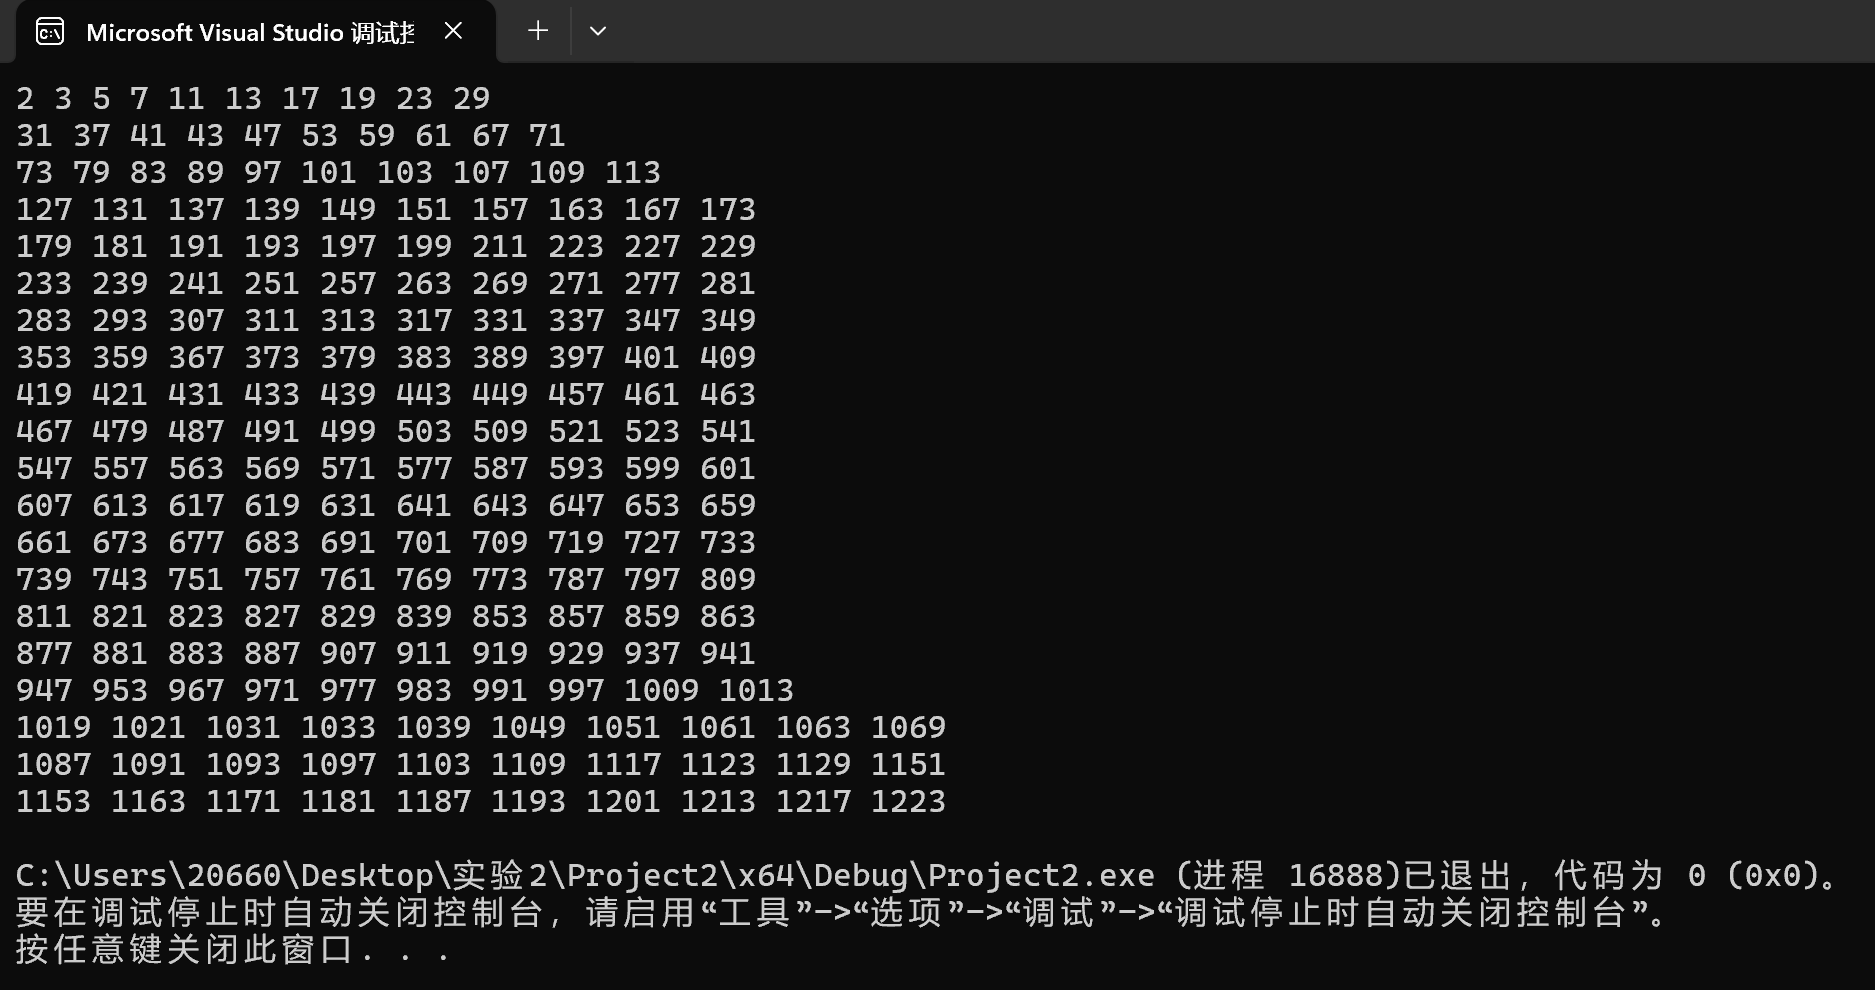 Microsoft Visual Studio 调试
2 3 5 7 11 13 17 19 23 29
31 37 41 43 47 53 59 61 67 71
73 79 83 89 97 101 103 107 109 113
127 131 137 139 149 151 157 163 167 173
179 181 191 193 197 199 211 223 227 229
233 239 241 251 257 263 269 271 277 281
283 293 307 311 313 317 331 337 347 349
353 359 367 373 379 383 389 397 401 409
419 421 431 433 439 443 449 457 461 463
467 479 487 491 499 503 509 521 523 541
547 557 563 569 571 577 587 593 599 601
607 613 617 619 631 641 643 647 653 659
661 673 677 683 691 701 709 719 727 733
739 743 751 757 761 769 773 787 797 809
811 821 823 827 829 839 853 857 859 863
877 881 883 887 907 911 919 929 937 941
947 953 967 971 977 983 991 997 1009 1013
1019 1021 1031 1033 1039 1049 1051 1061 1063 1069
1087 1091 1093 1097 1103 1109 1117 1123 1129 1151
1153 1163 1171 1181 1187 1193 1201 1213 1217 1223
C:\Users\20660\Desktop\实验2\Project2\x64\Debug\Project2.exe (进程 16888)已退出，代码为 0 (0x0)。
要在调试停止时自动关闭控制台，请启用“工具”->“选项”->“调试”->“调试停止时自动关闭控制台”。
按任意键关闭此窗口. . .